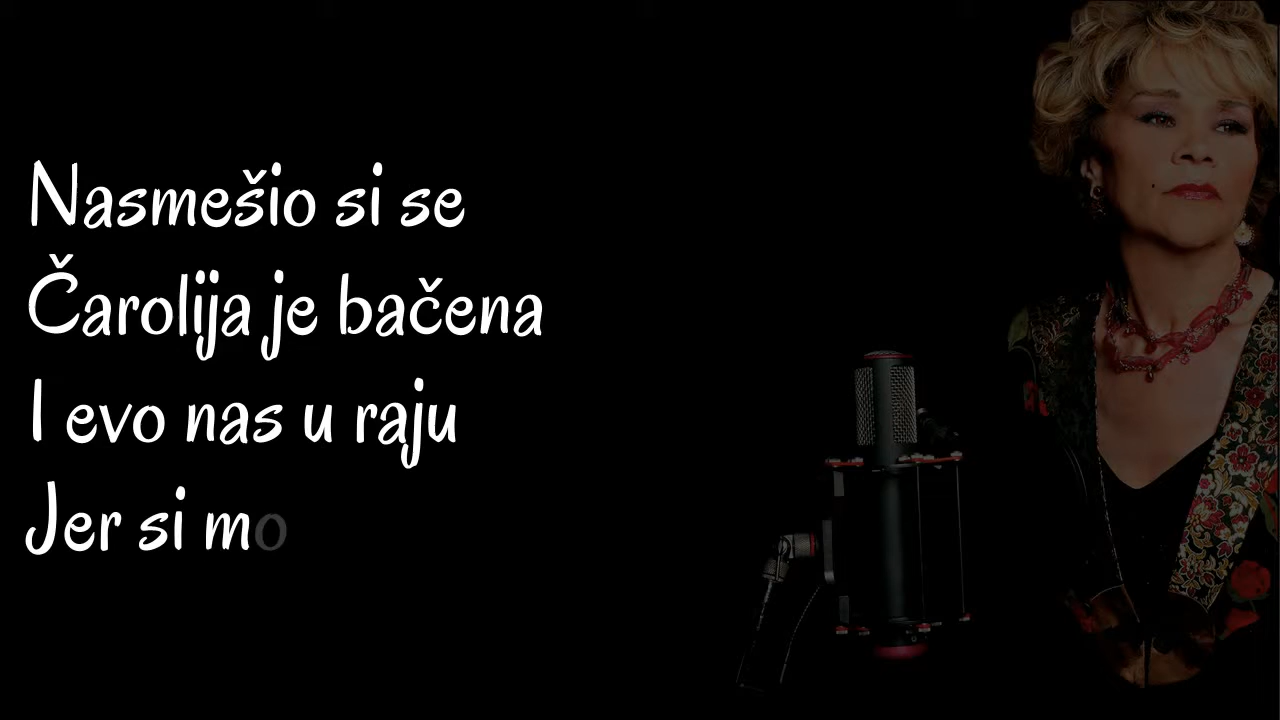 Nasmešio si se
Čarolija je bačena
I evo nas u raju
Jer si mo